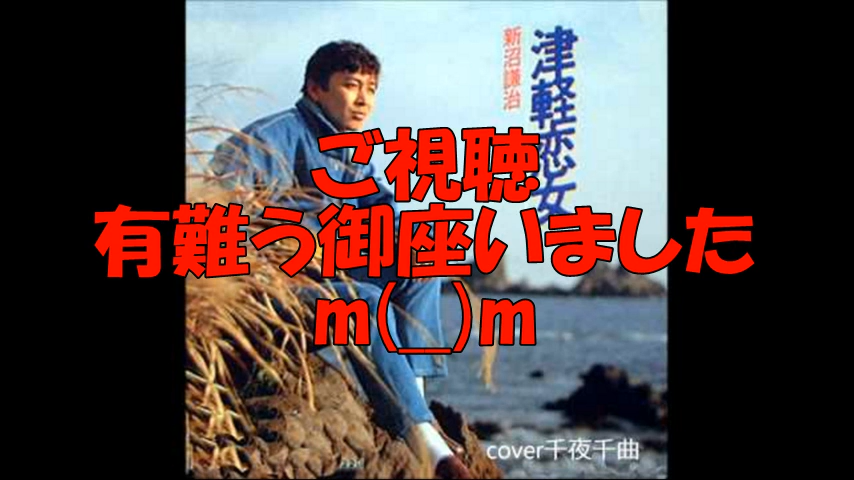 津軽恋女
新沼謙治
ご視聴
有難う御座いました
m(__)m
cover千夜千曲